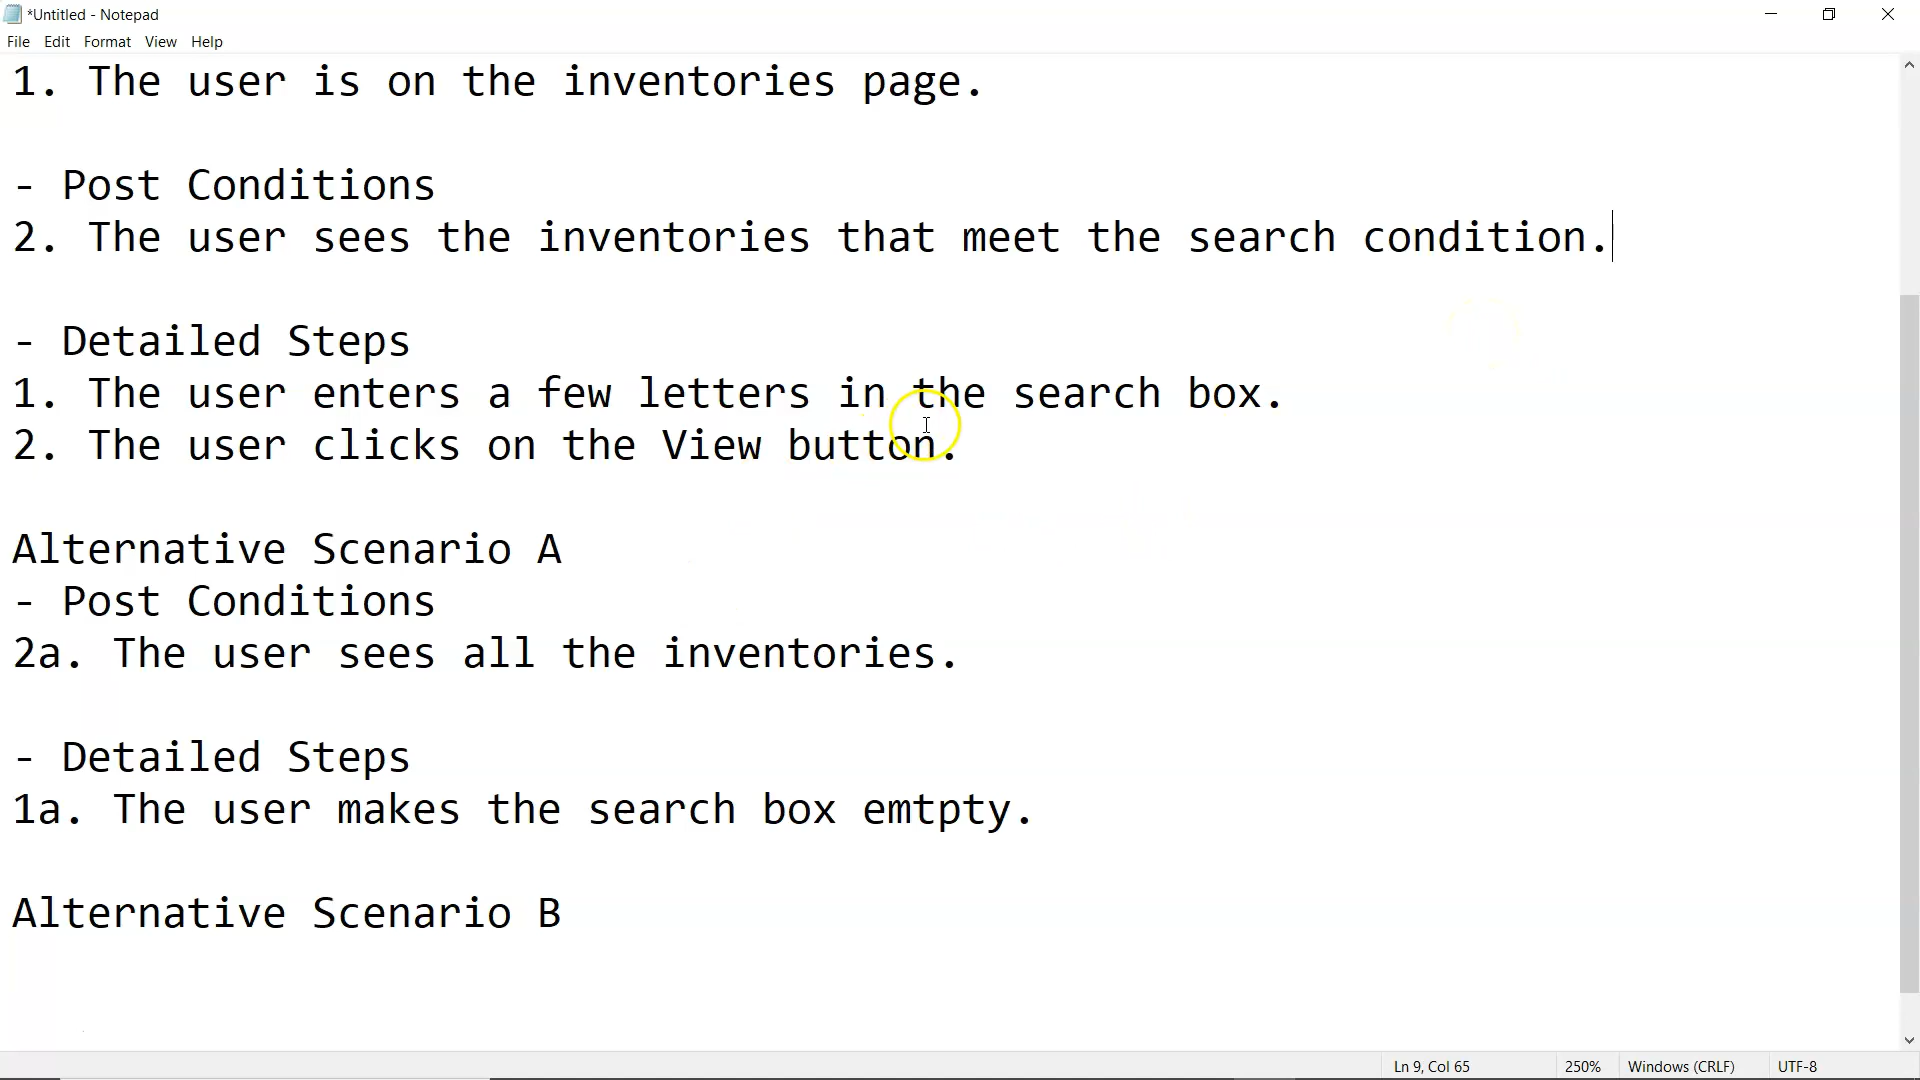 *Untitled - Notepad
File Edit Format View Help
1. The user is on the inventories page.
- Post Conditions
2. The user sees the inventories that meet the search condition.
- Detailed Steps
1. The user enters a few letters in the search box.
2. The user clicks on the View button.
Alternative Scenario A
- Post Conditions
2a. The user sees all the inventories.
- Detailed Steps
1a. The user makes the search box emtpty.
Alternative Scenario B
Ln 9, Col 65 250% Windows (CRLF) UTF-8